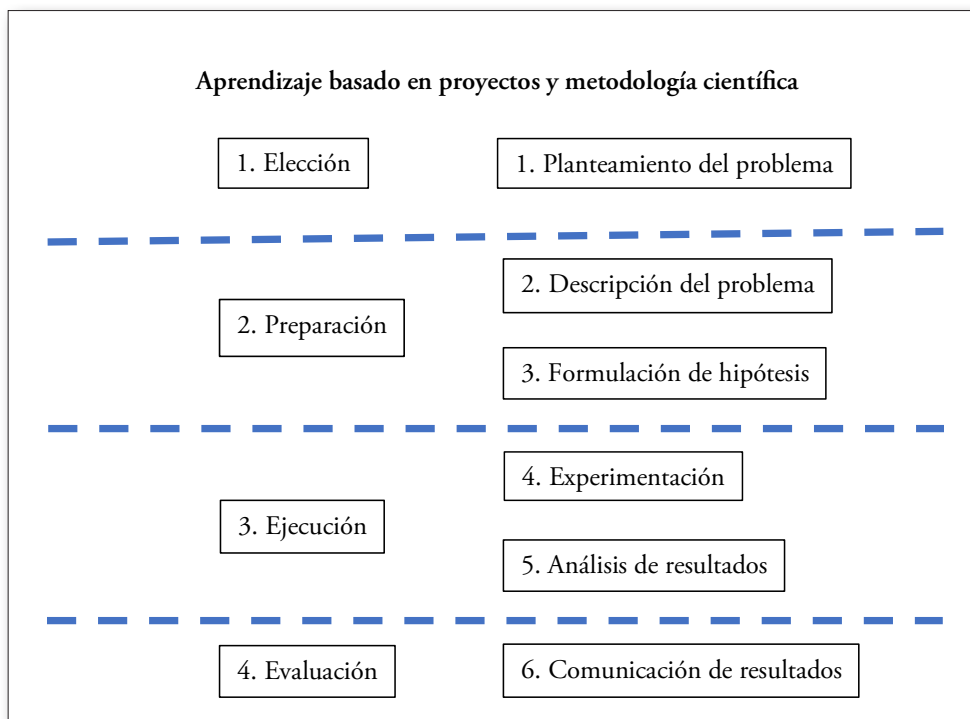 Aprendizaje basado en proyectos y metodología científica
1. Elección
1. Planteamiento del problema
2. Preparación
2. Descripción del problema
3. Formulación de hipótesis
3. Ejecución
4. Experimentación
5. Análisis de resultados
4. Evaluación
6. Comunicación de resultados